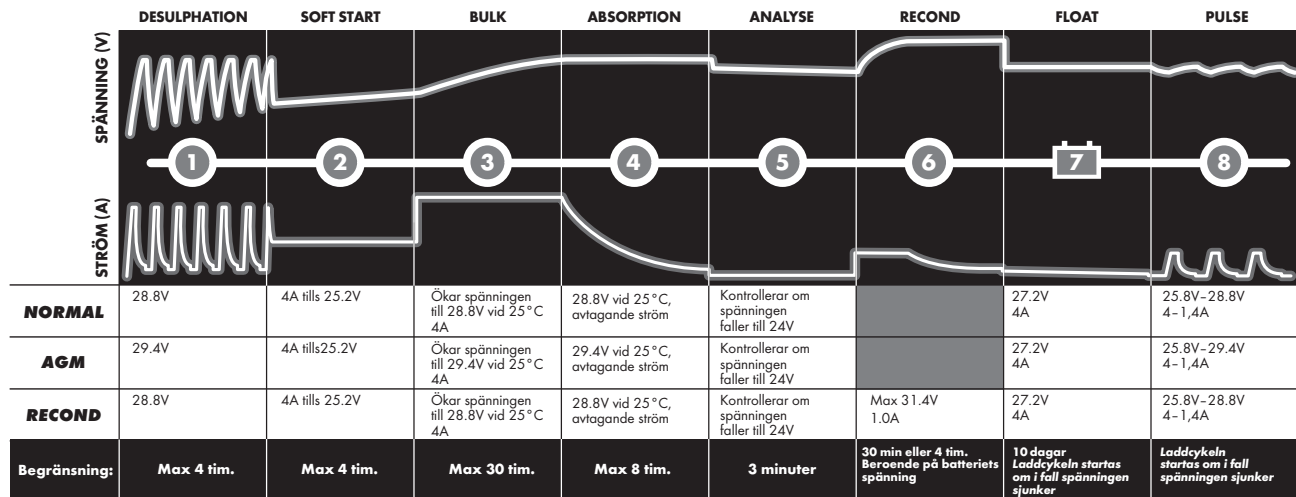 DESULPHATION SOFT START BULK ABSORPTION ANALYSE RECOND FLOAT PULSE
SPÄNNING (V)
1 2 3 4 5 6 7 8
STRÖM (A)
NORMAL
28.8V
4A tills 25.2V
Ökar spänningen
till 28.8V vid 25°C
4A
28.8V vid 25°C,
avtagande ström
Kontrollerar om
spänningen
faller till 24V
27.2V
4A
25.8V–28.8V
4–1,4A
AGM
29.4V
4A tills25.2V
Ökar spänningen
till 29.4V vid 25°C
4A
29.4V vid 25°C,
avtagande ström
Kontrollerar om
spänningen
faller till 24V
27.2V
4A
25.8V–29.4V
4–1,4A
RECOND
28.8V
4A tills 25.2V
Ökar spänningen
till 28.8V vid 25°C
4A
28.8V vid 25°C,
avtagande ström
Kontrollerar om
spänningen
faller till 24V
Max 31.4V
1.0A
27.2V
4A
25.8V–28.8V
4–1,4A
Begränsning:
Max 4 tim.
Max 4 tim.
Max 30 tim.
Max 8 tim.
3 minuter
30 min eller 4 tim.
Beroende på batteriets
spänning
10 dagar
Laddcykeln startas
om i fall spänningen
sjunker
Laddcykeln
startas om i fall
spänningen sjunker